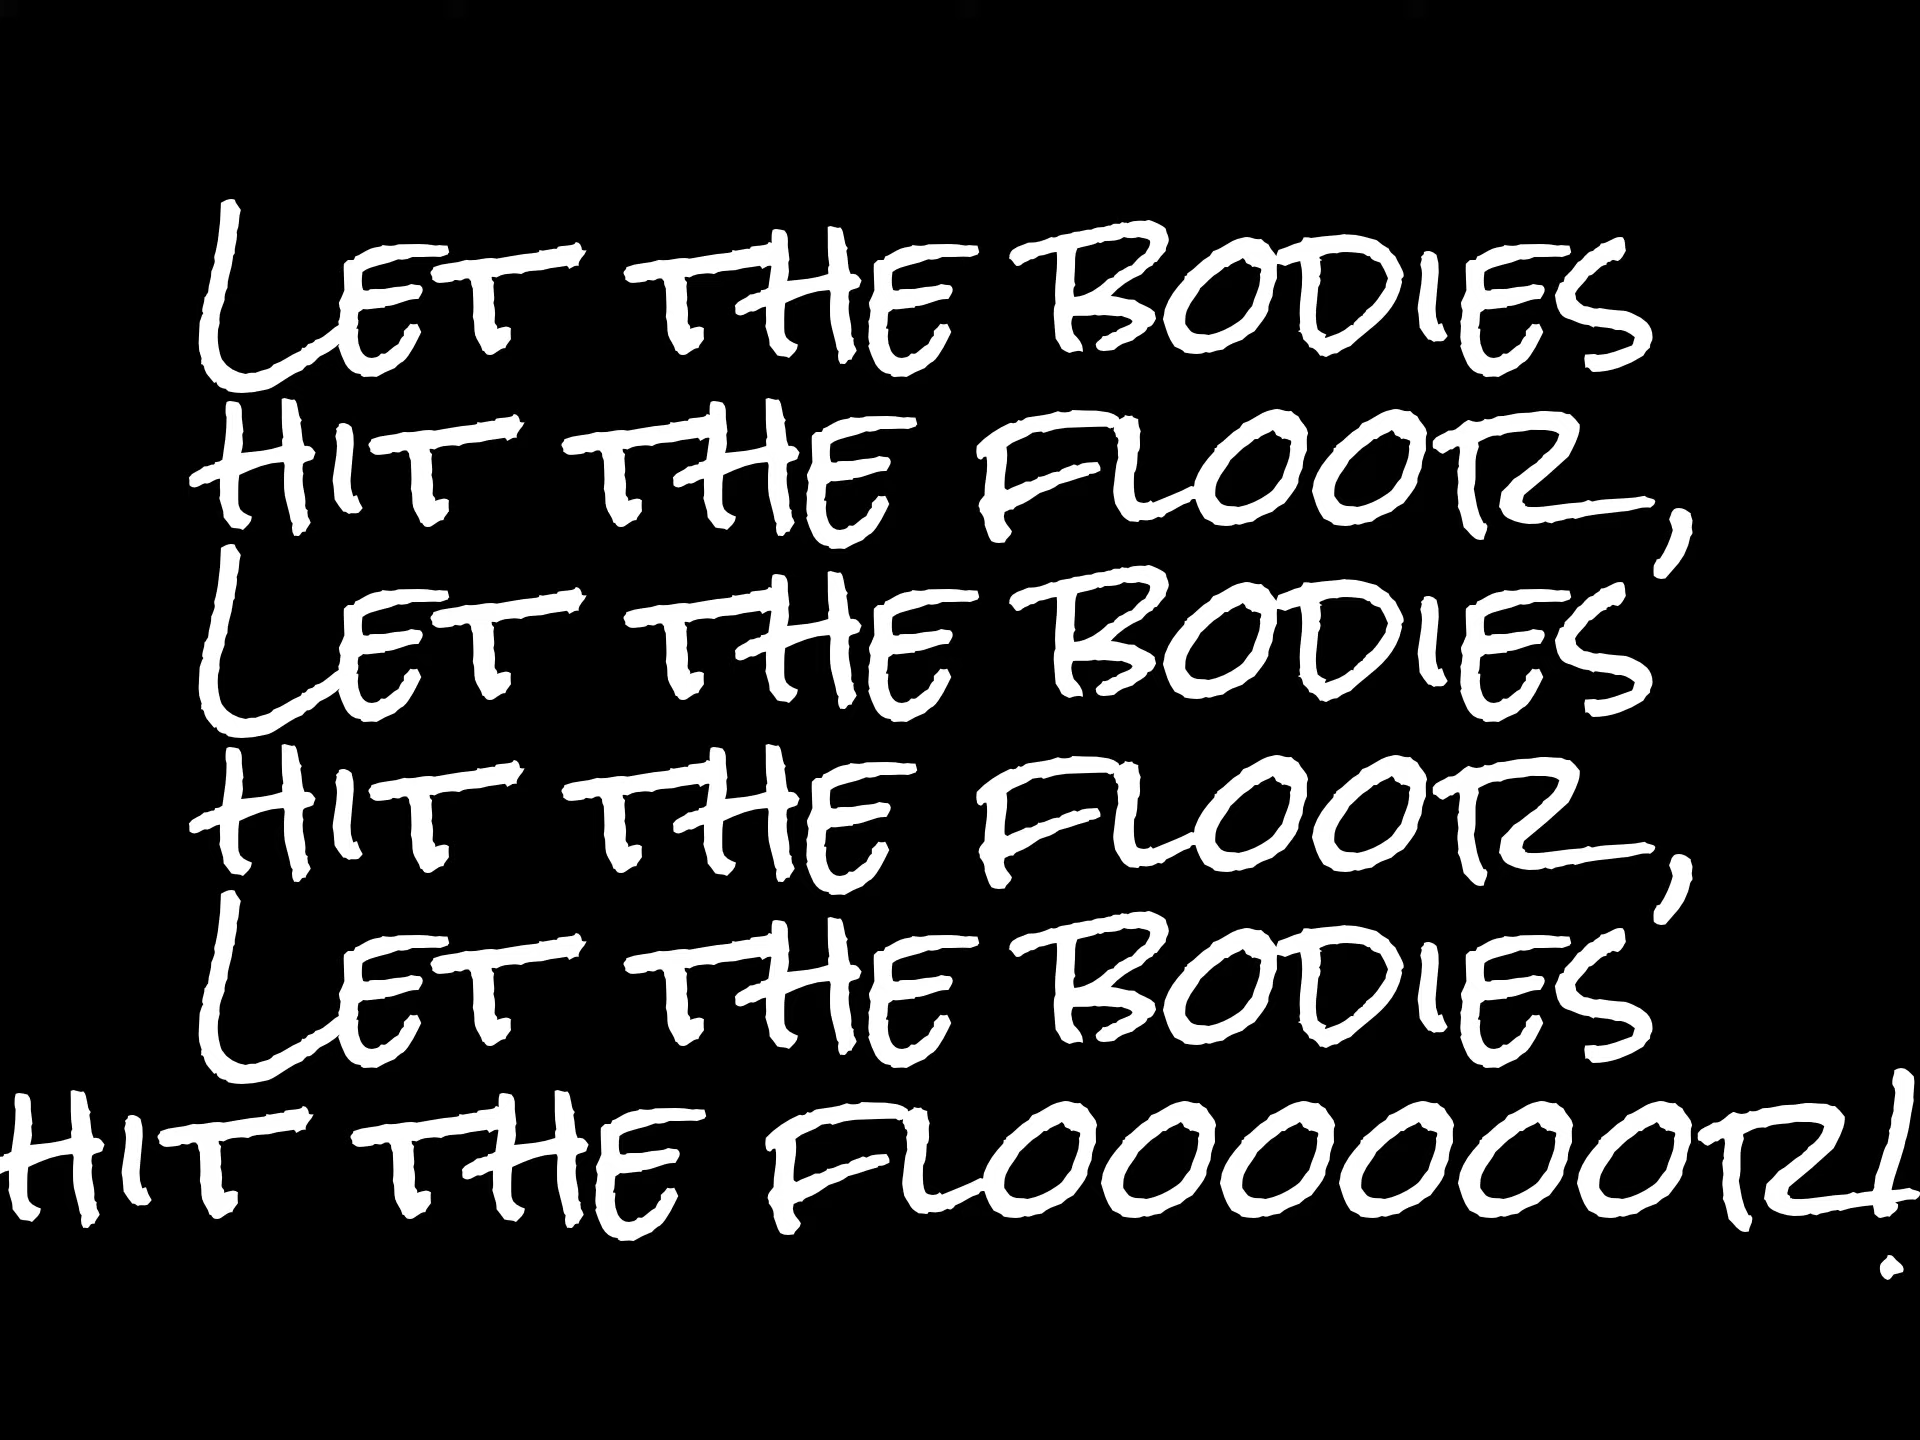 Let the bodies
hit the floor,
Let the bodies
hit the floor,
Let the bodies
hit the floooooor!